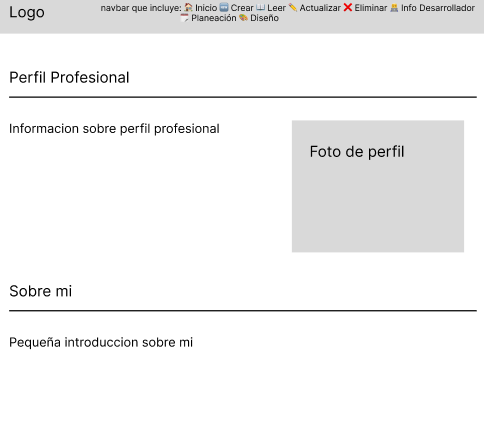 Logo
navbar que incluye: 🏠 Inicio 🆕 Crear 📖 Leer ✏️ Actualizar ❌ Eliminar 👨‍💻 Info Desarrollador
📅 Planeación 🎨 Diseño
Perfil Profesional
Informacion sobre perfil profesional
Foto de perfil
Sobre mi
Pequeña introduccion sobre mi